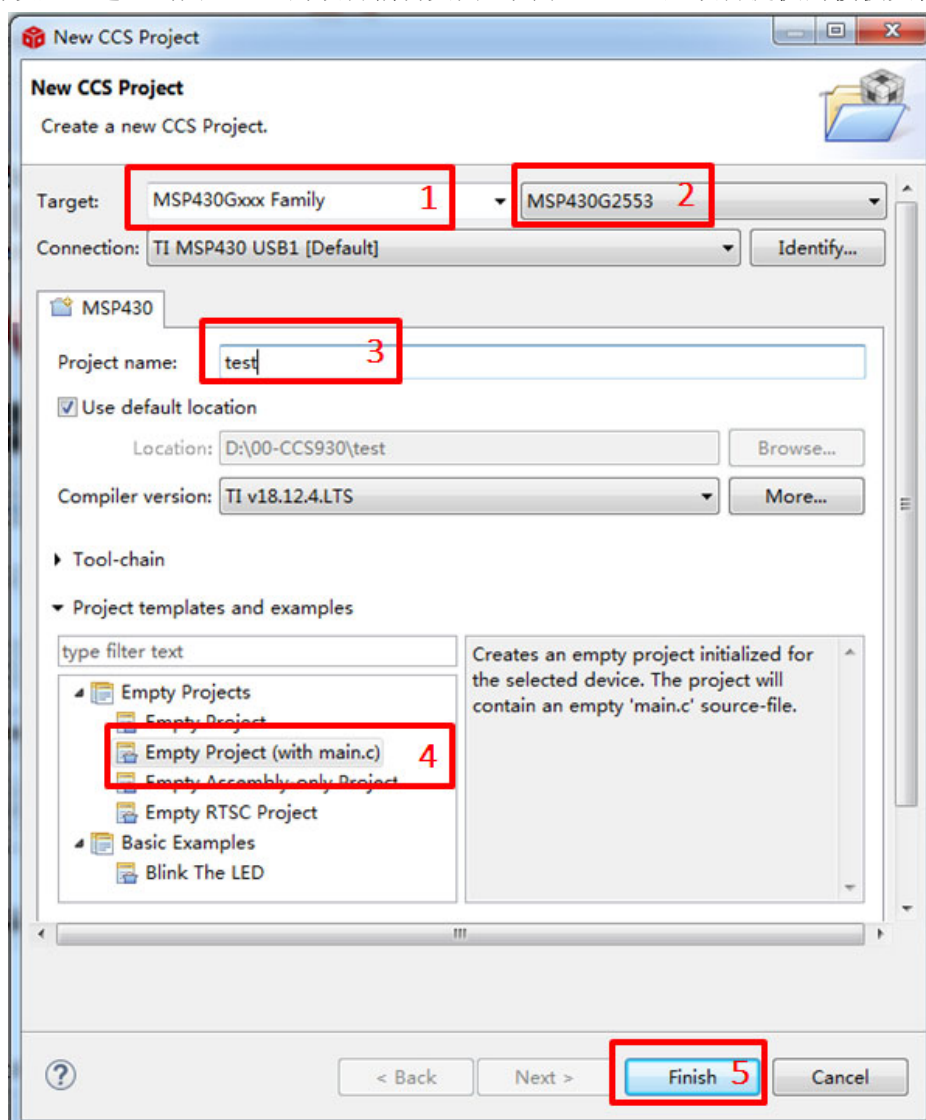 New CCS Project
New CCS Project
Create a new CCS Project.
Target: MSP430Gxxx Family 1 MSP430G2553 2
Connection: TI MSP430 USB1 [Default] Identify...
MSP430
Project name: test 3
Use default location
Location: D:\00-CCS930\test Browse...
Compiler version: TI v18.12.4.LTS More...
Tool-chain
Project templates and examples
type filter text
Empty Projects
Empty Project
Empty Project (with main.c) 4
Empty Assembly-only Project
Empty RTSC Project
Basic Examples
Blink The LED
Creates an empty project initialized for
the selected device. The project will
contain an empty 'main.c' source-file.
< Back Next > Finish 5 Cancel